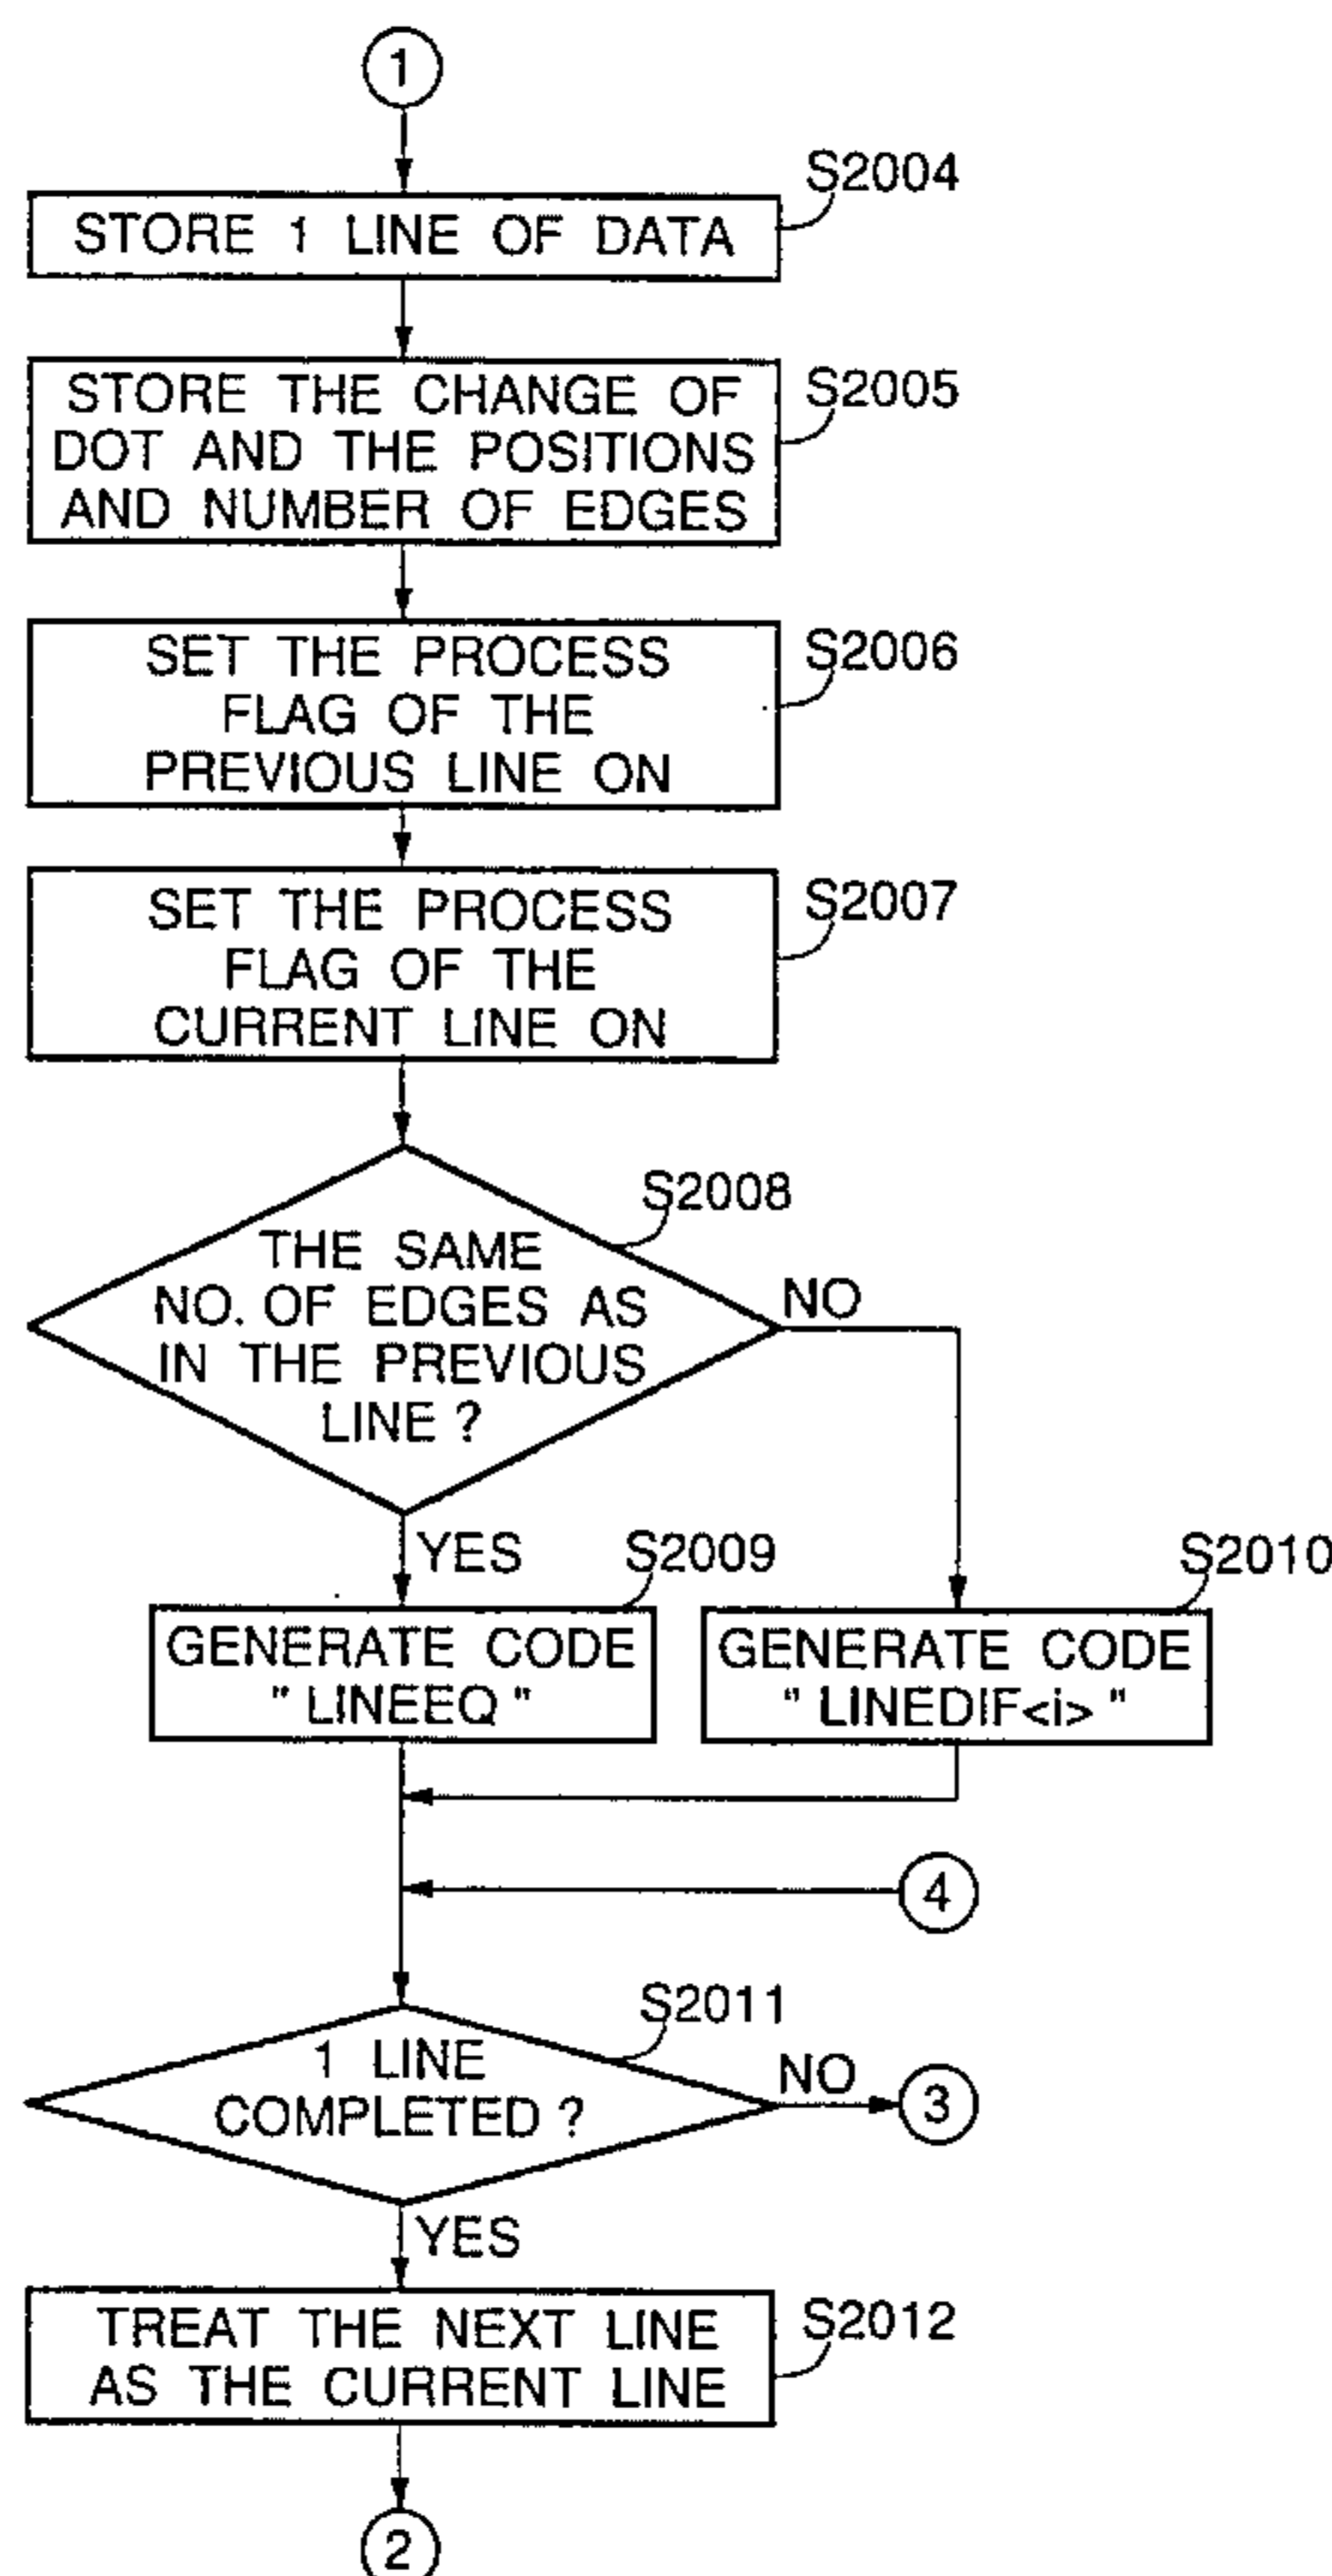 1
S2004
STORE 1 LINE OF DATA
S2005
STORE THE CHANGE OF
DOT AND THE POSITIONS
AND NUMBER OF EDGES
S2006
SET THE PROCESS
FLAG OF THE
PREVIOUS LINE ON
S2007
SET THE PROCESS
FLAG OF THE
CURRENT LINE ON
S2008
THE SAME
NO. OF EDGES AS
IN THE PREVIOUS
LINE ?
NO
YES
S2009
GENERATE CODE
" LINEEQ "
S2010
GENERATE CODE
" LINEDIF<i> "
4
S2011
1 LINE
COMPLETED ?
NO
3
YES
S2012
TREAT THE NEXT LINE
AS THE CURRENT LINE
2